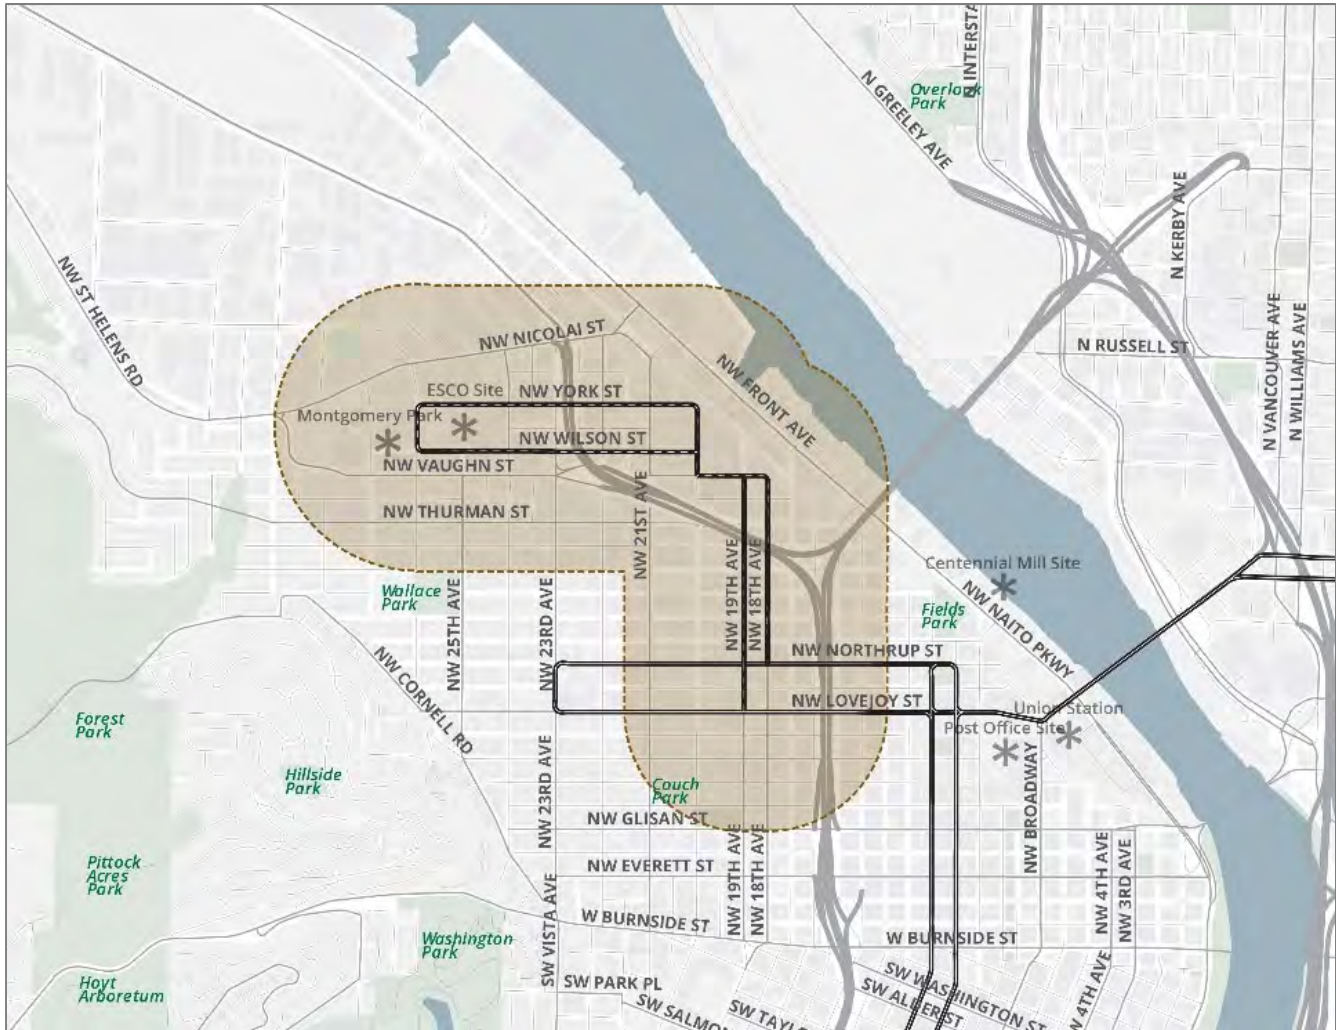 N INTERSTA
Overlook
Park
N GREELEY AVE
N KERBY AVE
NW ST HELENS RD
N VANCOUVER AVE
N WILLIAMS AVE
N RUSSELL ST
NW NICOLAI ST
NW FRONT AVE
ESCO Site
NW YORK ST
Montgomery Park
NW WILSON ST
NW VAUGHN ST
NW THURMAN ST
NW 21ST AVE
NW 19TH AVE
NW 18TH AVE
Centennial Mill Site
Wallace
Park
NW 25TH AVE
NW 23RD AVE
Fields
Park
NW NAITO PKWY
NW NORTHRUP ST
NW CORNELL RD
NW LOVEJOY ST
Union Station
Post Office Site
Forest
Park
Hillside
Park
NW 23RD AVE
Couch
Park
NW BROADWAY
NW GLISAN ST
NW 19TH AVE
NW 18TH AVE
NW 4TH AVE
NW 3RD AVE
Pittock
Acres
Park
NW EVERETT ST
SW VISTA AVE
W BURNSIDE ST
W BURNSIDE ST
Washington
Park
Hoyt
Arboretum
SW PARK PL
SW WASHINGTON ST
SW ALDER ST
SW SALMO
SW TAYLO
N 4TH AVE